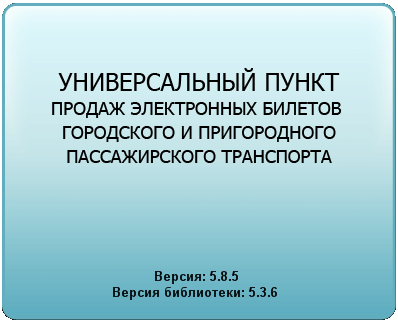 УНИВЕРСАЛЬНЫЙ ПУНКТ
ПРОДАЖ ЭЛЕКТРОННЫХ БИЛЕТОВ
ГОРОДСКОГО И ПРИГОРОДНОГО
ПАССАЖИРСКОГО ТРАНСПОРТА
Версия: 5.8.5
Версия библиотеки: 5.3.6